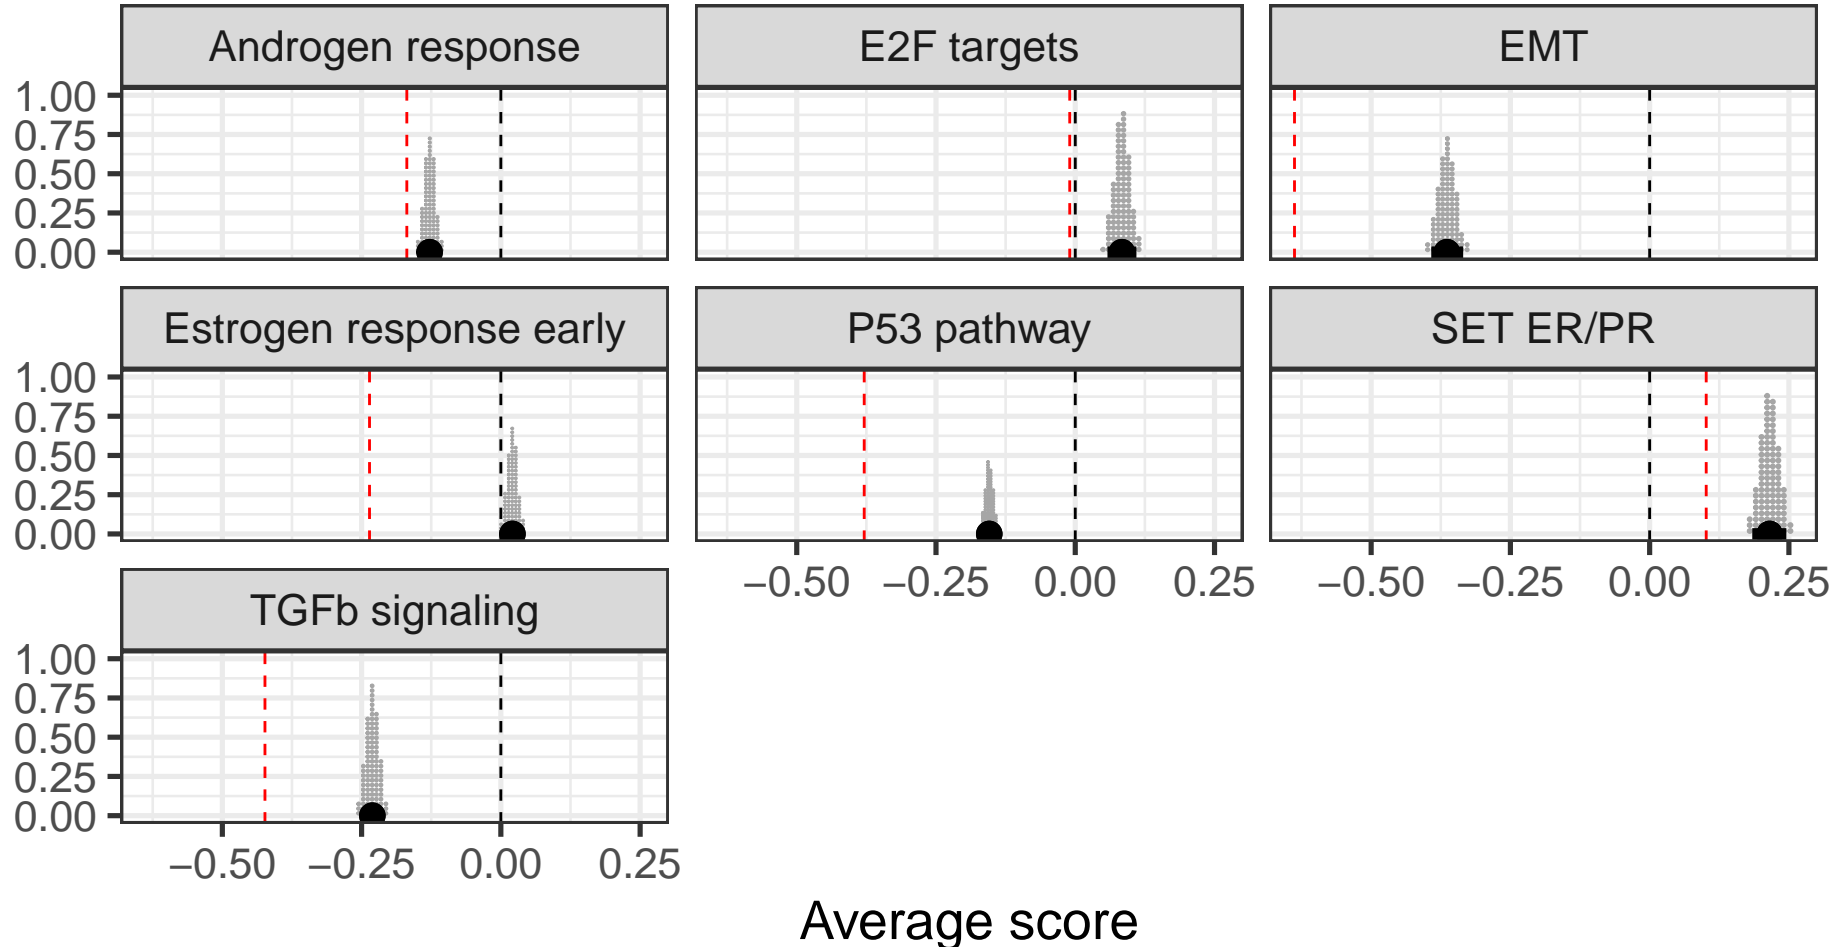 Androgen response
E2F targets
EMT
1.00
0.75
0.50
0.25
0.00
Estrogen response early
P53 pathway
SET ER/PR
1.00
0.75
0.50
0.25
0.00
−0.50 −0.25 0.00 0.25
−0.50 −0.25 0.00 0.25
TGFb signaling
1.00
0.75
0.50
0.25
0.00
−0.50 −0.25 0.00 0.25
Average score